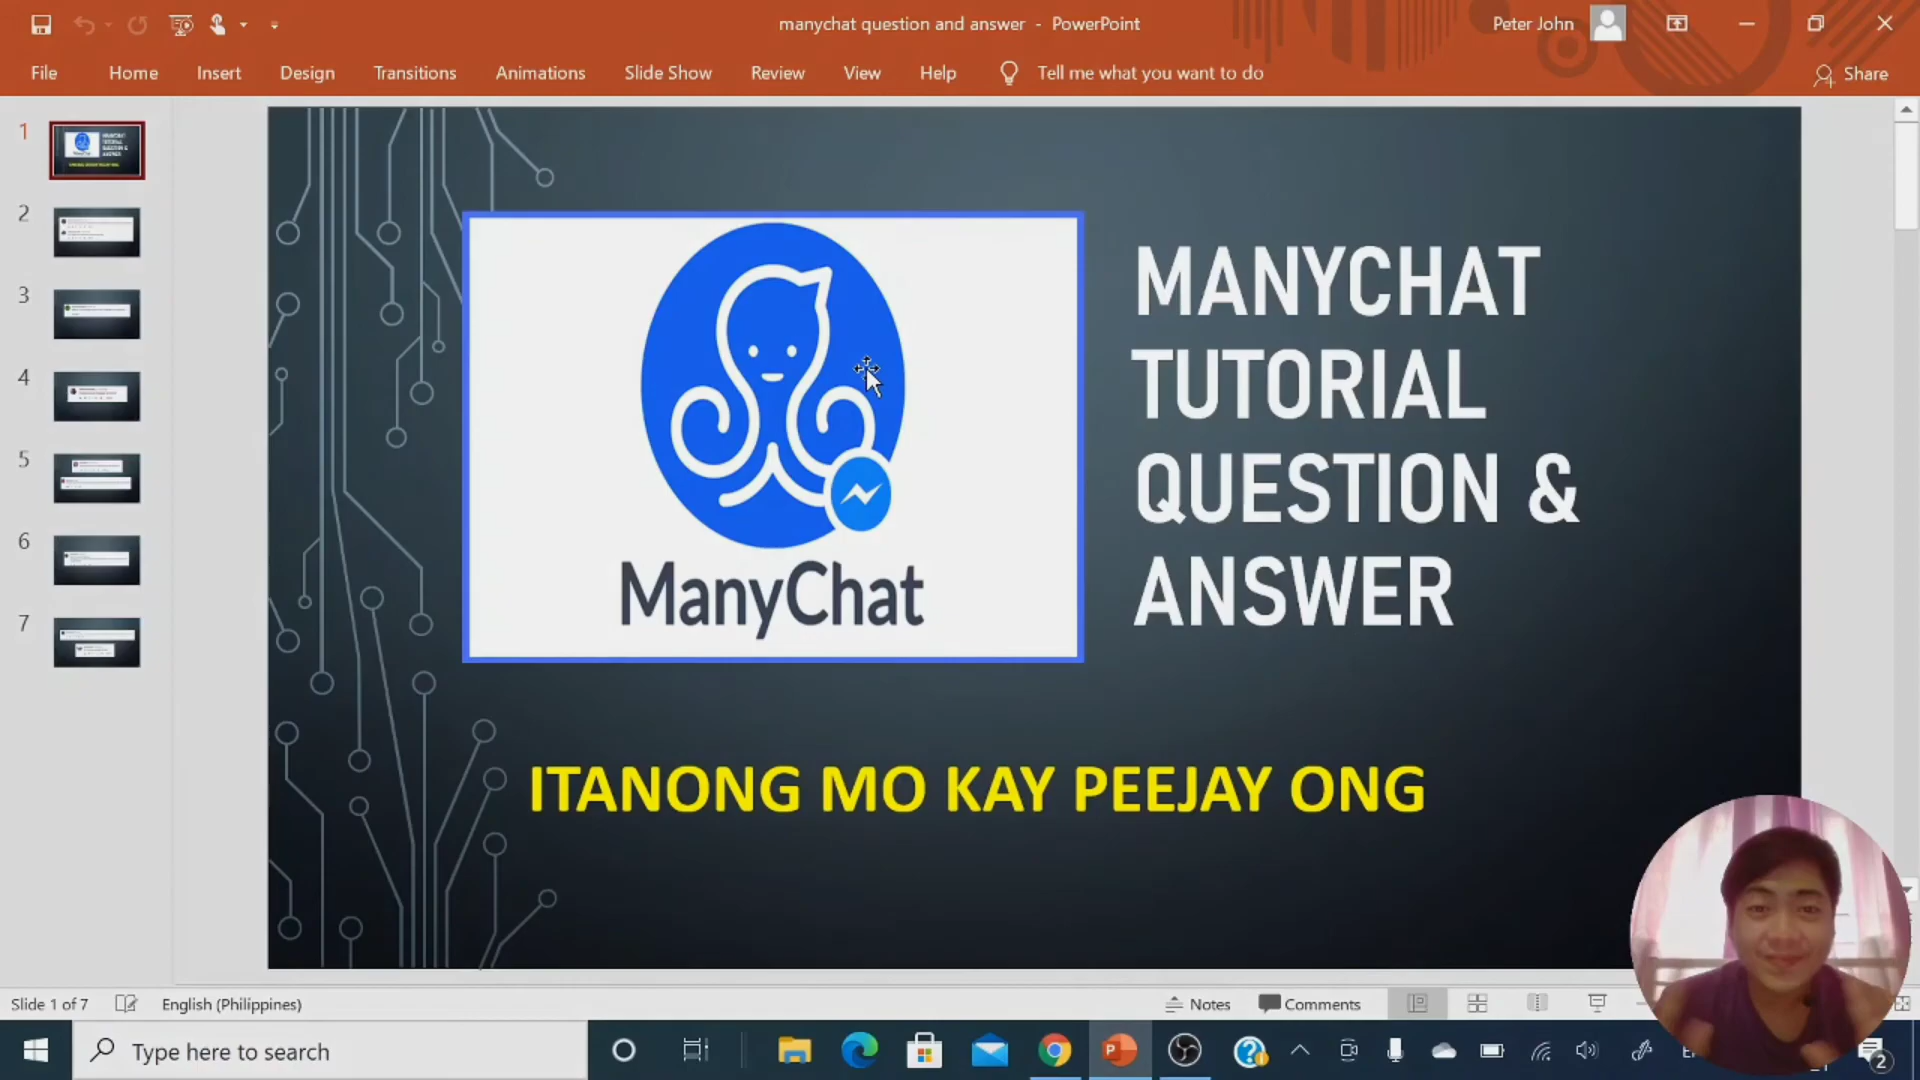 manychat question and answer - PowerPoint
Peter John
File
Home
Insert
Design
Transitions
Animations
Slide Show
Review
View
Help
Tell me what you want to do
Share
1
2
3
4
5
6
7
ManyChat
MANYCHAT
TUTORIAL
QUESTION &
ANSWER
ITANONG MO KAY PEEJAY ONG
Slide 1 of 7
English (Philippines)
Notes
Comments
Type here to search
2